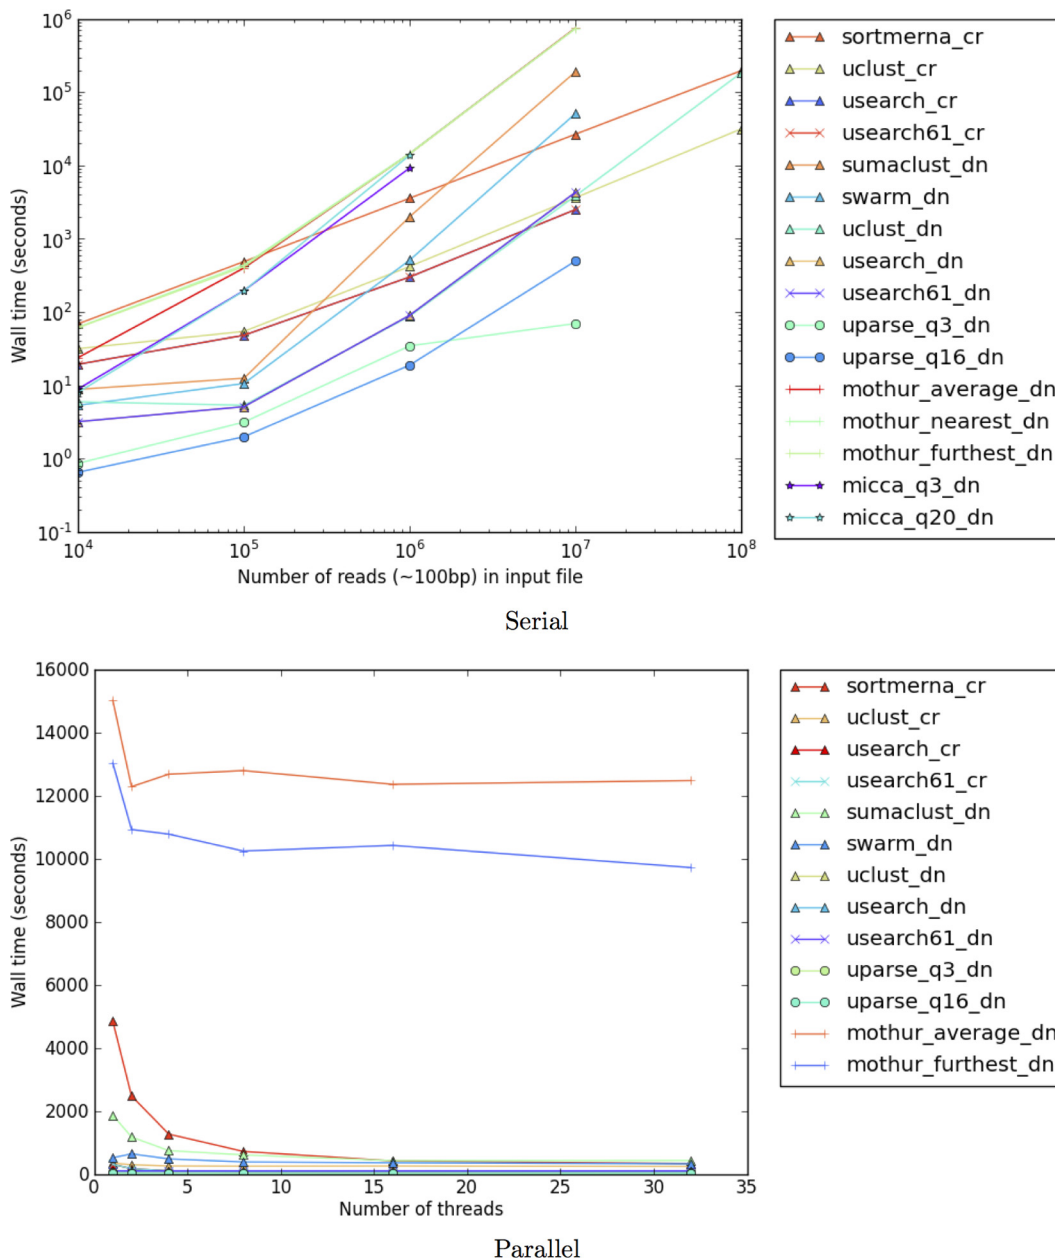 10^6
10^5
10^4
10^3
10^2
10^1
10^0
10^-1
Wall time (seconds)
10^4 10^5 10^6 10^7 10^8
Number of reads (~100bp) in input file
sortmerna_cr
uclust_cr
usearch_cr
usearch61_cr
sumaclust_dn
swarm_dn
uclust_dn
usearch_dn
usearch61_dn
uparse_q3_dn
uparse_q16_dn
mothur_average_dn
mothur_nearest_dn
mothur_furthest_dn
micca_q3_dn
micca_q20_dn
Serial
16000
14000
12000
10000
8000
6000
4000
2000
0
Wall time (seconds)
0 5 10 15 20 25 30 35
Number of threads
sortmerna_cr
uclust_cr
usearch_cr
usearch61_cr
sumaclust_dn
swarm_dn
uclust_dn
usearch_dn
usearch61_dn
uparse_q3_dn
uparse_q16_dn
mothur_average_dn
mothur_furthest_dn
Parallel